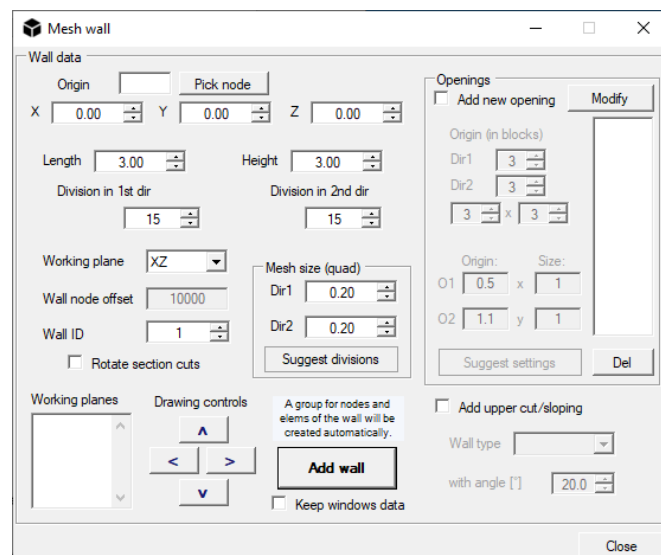 Mesh wall
Wall data
Origin Pick node
X 0.00 Y 0.00 Z 0.00
Length 3.00 Height 3.00
Division in 1st dir Division in 2nd dir
15 15
Working plane XZ
Wall node offset 10000
Wall ID 1
Rotate section cuts
Mesh size (quad)
Dir1 0.20
Dir2 0.20
Suggest divisions
Working planes Drawing controls
ʌ
< >
v
A group for nodes and
elems of the wall will be
created automatically.
Add wall
Keep windows data
Openings
Add new opening Modify
Origin (in blocks)
Dir1 3
Dir2 3
3 x 3
Origin: Size:
O1 0.5 x 1
O2 1.1 y 1
Suggest settings Del
Add upper cut/sloping
Wall type
with angle [°] 20.0
Close